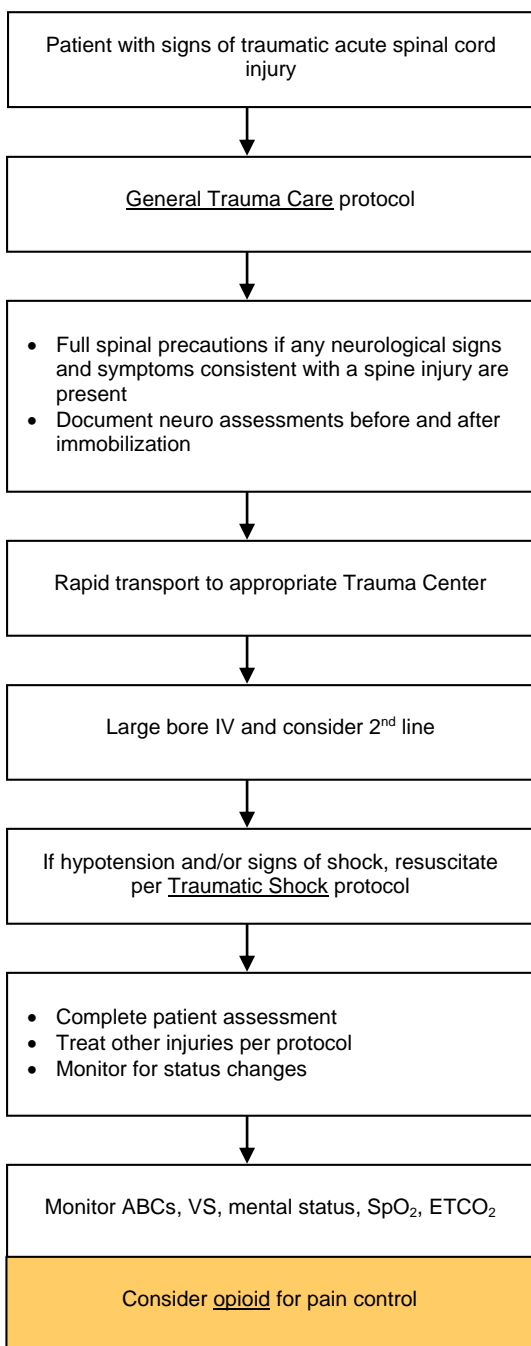 Patient with signs of traumatic acute spinal cord
injury
General Trauma Care protocol
• Full spinal precautions if any neurological signs
and symptoms consistent with a spine injury are
present
• Document neuro assessments before and after
immobilization
Rapid transport to appropriate Trauma Center
Large bore IV and consider 2nd line
If hypotension and/or signs of shock, resuscitate
per Traumatic Shock protocol
• Complete patient assessment
• Treat other injuries per protocol
• Monitor for status changes
Monitor ABCs, VS, mental status, SpO₂, ETCO₂
Consider opioid for pain control